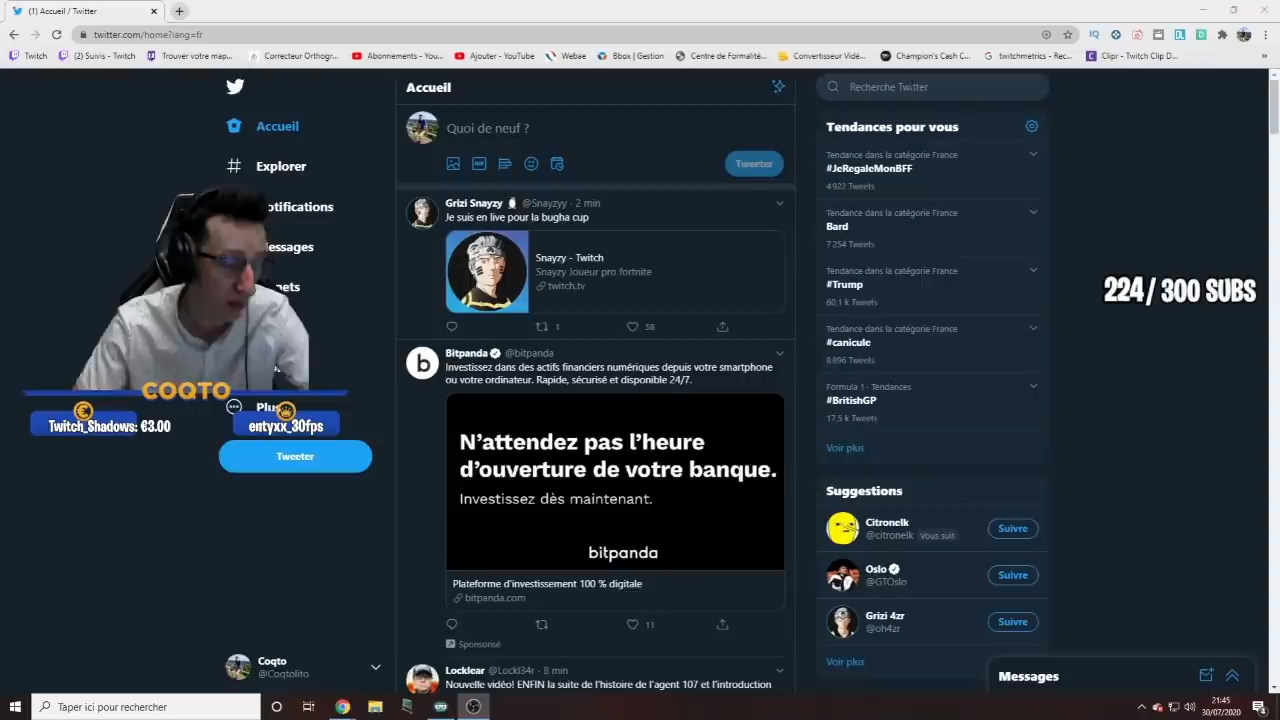 (1) Accueil / Twitter
twitter.com/home?lang=fr
Twitch
(2) Suivis - Twitch
Trouver votre map...
Correcteur Orthogr...
Abonnements - You...
Ajouter - YouTube
Webae
Bbox | Gestion
Centre de Formalité...
Convertisseur Vidé...
Champion's Cash C...
twitchmetrics - Rec...
Clipr - Twitch Clip D...
Accueil
Explorer
otifications
essages
nets
Plus
Tweeter
Coqto
@Coqtolito
COQTO
Twitch_Shadows: €3.00
entyxx_30fps
Accueil
Quoi de neuf ?
GIF
Tweeter
Grizi Snayzy @Snayzyy · 2 min
Je suis en live pour la bugha cup
Snayzy - Twitch
Snayzy Joueur pro fortnite
twitch.tv
1
58
Bitpanda @bitpanda
Investissez dans des actifs financiers numériques depuis votre smartphone
ou votre ordinateur. Rapide, sécurisé et disponible 24/7.
N'attendez pas l'heure
d'ouverture de votre banque.
Investissez dès maintenant.
bitpanda
Plateforme d'investissement 100 % digitale
bitpanda.com
11
Sponsorisé
Locklear @Lockl34r · 8 min
Nouvelle vidéo! ENFIN la suite de l'histoire de l'agent 107 et l'introduction
Recherche Twitter
Tendances pour vous
Tendance dans la catégorie France
#JeRegaleMonBFF
4 922 Tweets
Tendance dans la catégorie France
Bard
7 254 Tweets
Tendance dans la catégorie France
#Trump
60,1 k Tweets
Tendance dans la catégorie France
#canicule
8 896 Tweets
Formula 1 · Tendances
#BritishGP
17,5 k Tweets
Voir plus
Suggestions
Citronelk
@citronelk Vous suit
Suivre
Oslo
@GTOslo
Suivre
Grizi 4zr
@oh4zr
Suivre
Voir plus
Messages
224 / 300 SUBS
Taper ici pour rechercher
21:45
30/07/2020
4